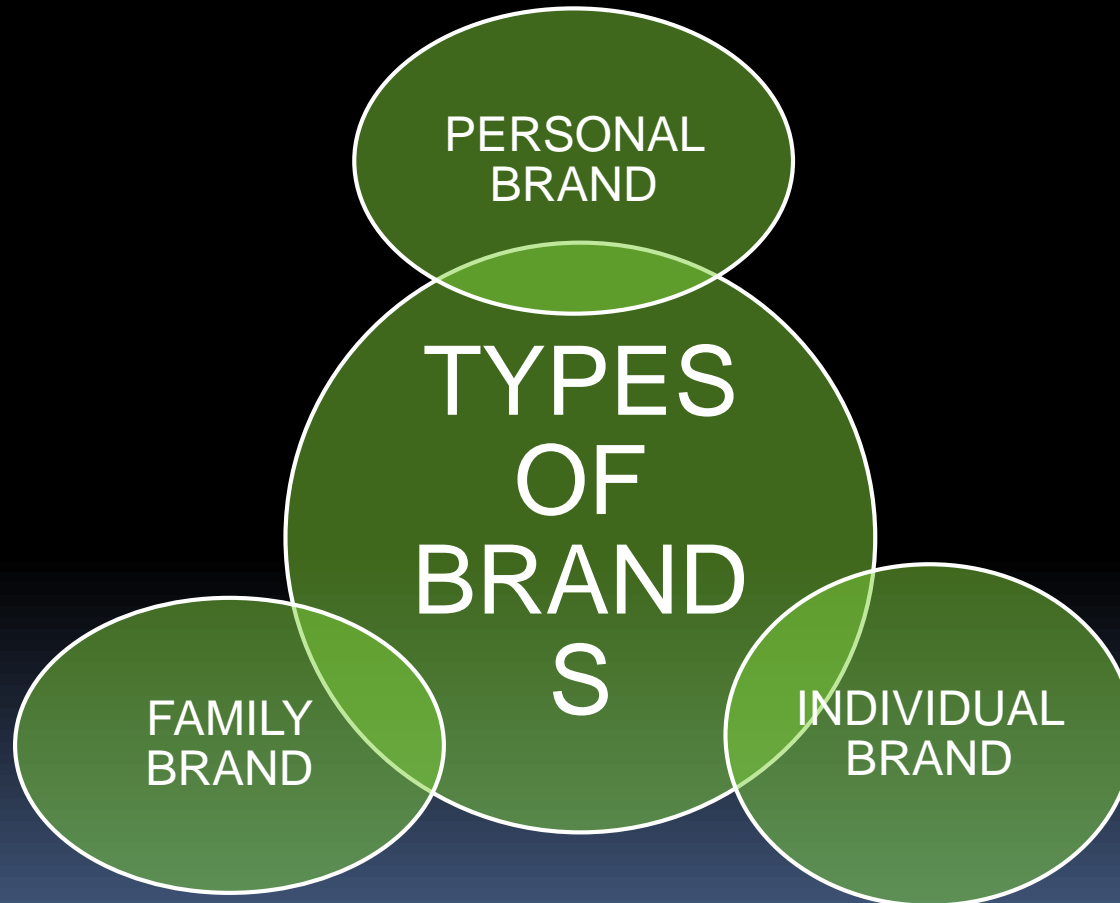 PERSONAL
BRAND
TYPES
OF
BRAND
S
FAMILY
BRAND
INDIVIDUAL
BRAND